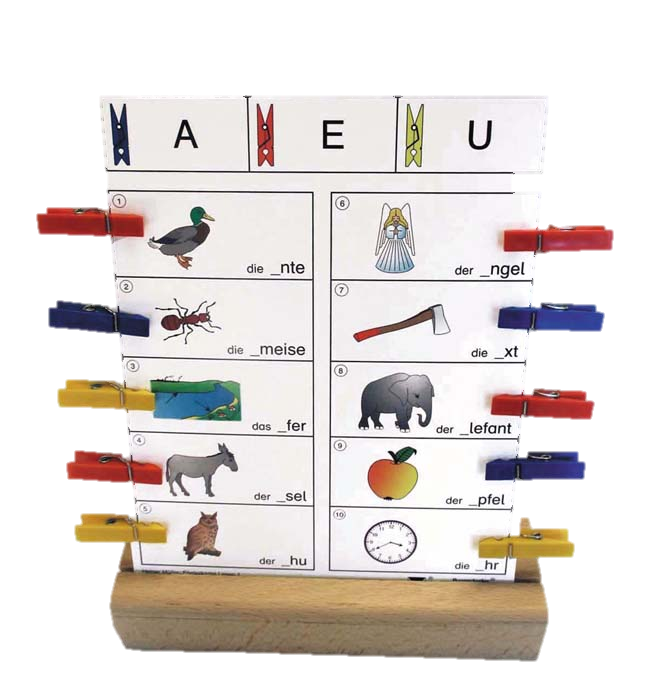 A E U
1
die _nte
2
die _meise
3
das _fer
4
der _sel
5
der _hu
6
der _ngel
7
die _xt
8
der _lefant
9
der _pfel
10
die _hr